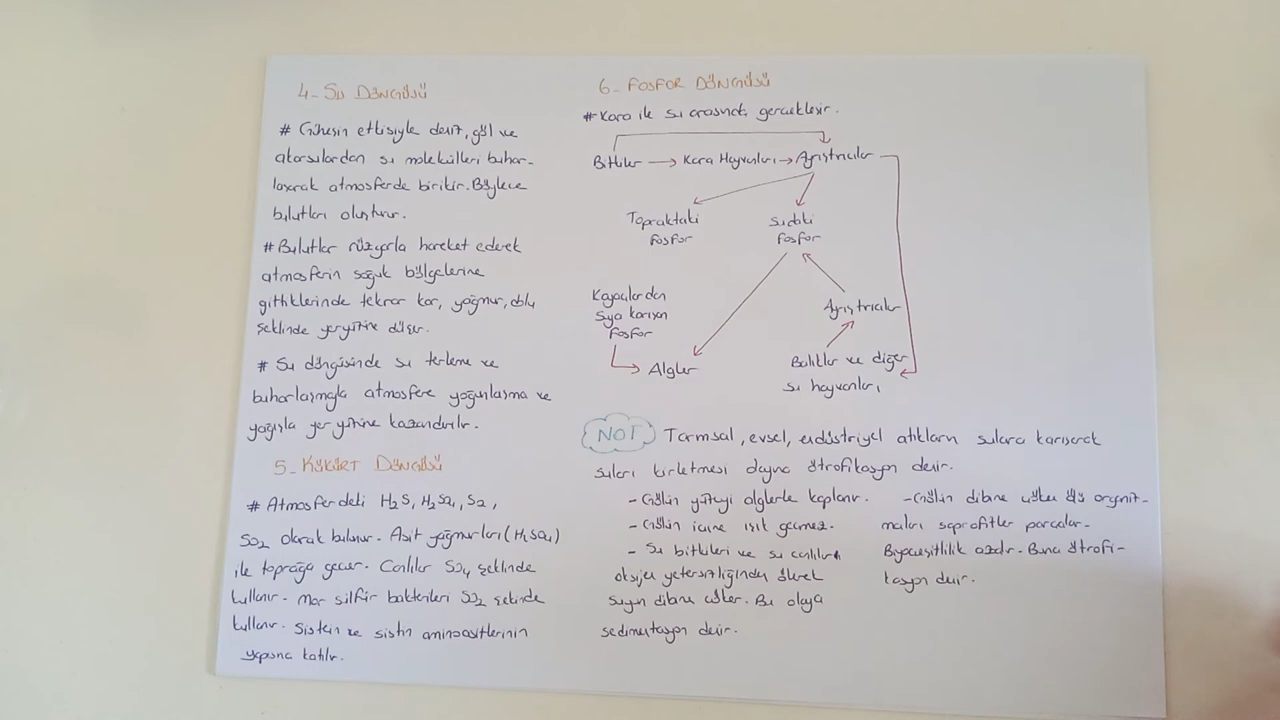 4- Su DÖNGÜSÜ
# Güneşin etkisiyle deniz, göl ve
akarsulardan su molekülleri buhar-
laşarak atmosferde birikir. Böylece
bulutları oluşturur.
# Bulutlar rüzgarla hareket ederek
atmosferin soğuk bölgelerine
gittiklerinde tekrar kar, yağmur, dolu
şeklinde yeryüzüne düşer.
# Su döngüsünde su terleme ve
buharlaşmayla atmosfere yoğunlaşma ve
yağışla yer yüzüne kazandırılır.
5- KÜKÜRT DÖNGÜSÜ
# Atmosferdeki H2S, H2SO4, S2,
SO2 olarak bulunur. Asit yağmurları (H2SO4)
ile toprağa geçer. Canlılar SO4 şeklinde
kullanır. Mor sülfür bakterileri SO2 şeklinde
kullanır. Sistein ve sistin aminoasitlerinin
yapısına katılır.
6- FOSFOR DÖNGÜSÜ
# Kara ile su arasında gerçekleşir.
Bitkiler → Kara Hayvanları → Ayrıştırıcılar
Topraktaki
fosfor
Sudaki
fosfor
Kayaçlardan
Suya karışan
fosfor
Algler
Ayrıştırıcılar
Balıklar ve diğer
su hayvanları
NOT
Tarımsal, evsel, endüstriyel atıkların sulara karışarak
suları kirletmesi olayına ötrofikasyon denir.
- Gölün yüzeyi alglerle kaplanır.
- Gölün içine ışık geçmez.
- Su bitkileri ve su canlıları
oksijen yetersizliğinden ölerek
suyun dibine çöker. Bu olaya
sedimentasyon denir.
- Gölün dibine çöken ölü organiz-
maları saprofitler parçalar.
Biyoçeşitlilik azalır. Buna ötrofi-
kasyon denir.